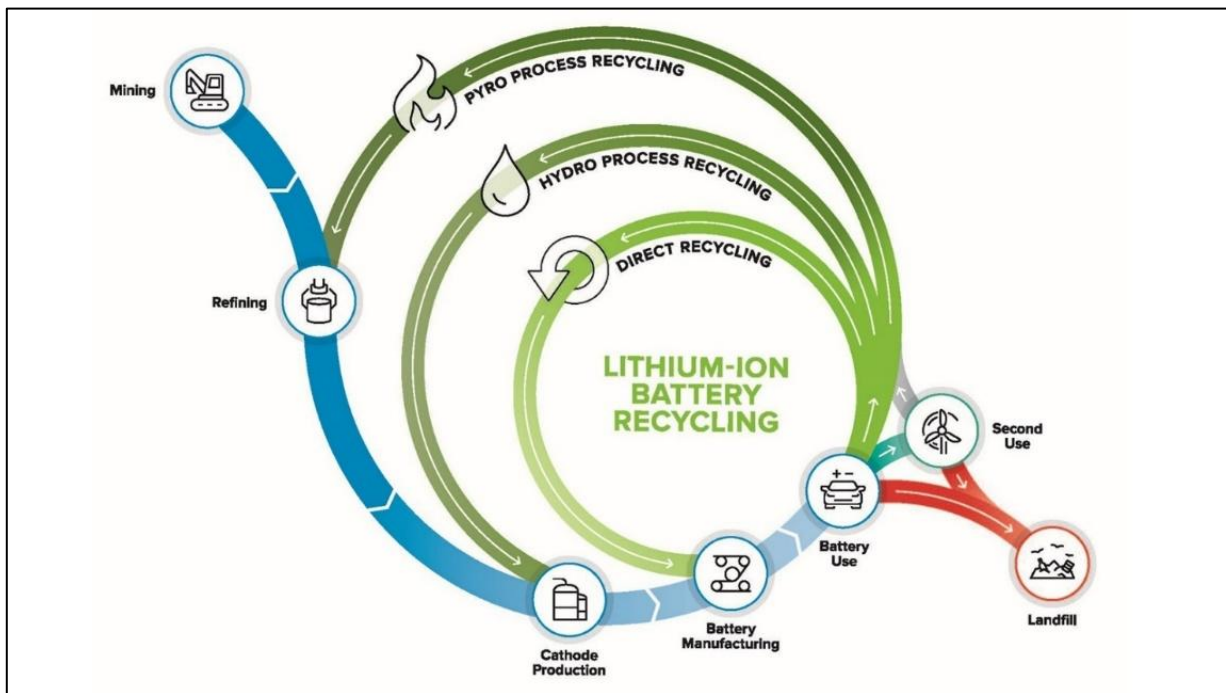 Mining
PYRO PROCESS RECYCLING
HYDRO PROCESS RECYCLING
DIRECT RECYCLING
Refining
LITHIUM-ION
BATTERY
RECYCLING
Second
Use
Battery
Use
Landfill
Battery
Manufacturing
Cathode
Production